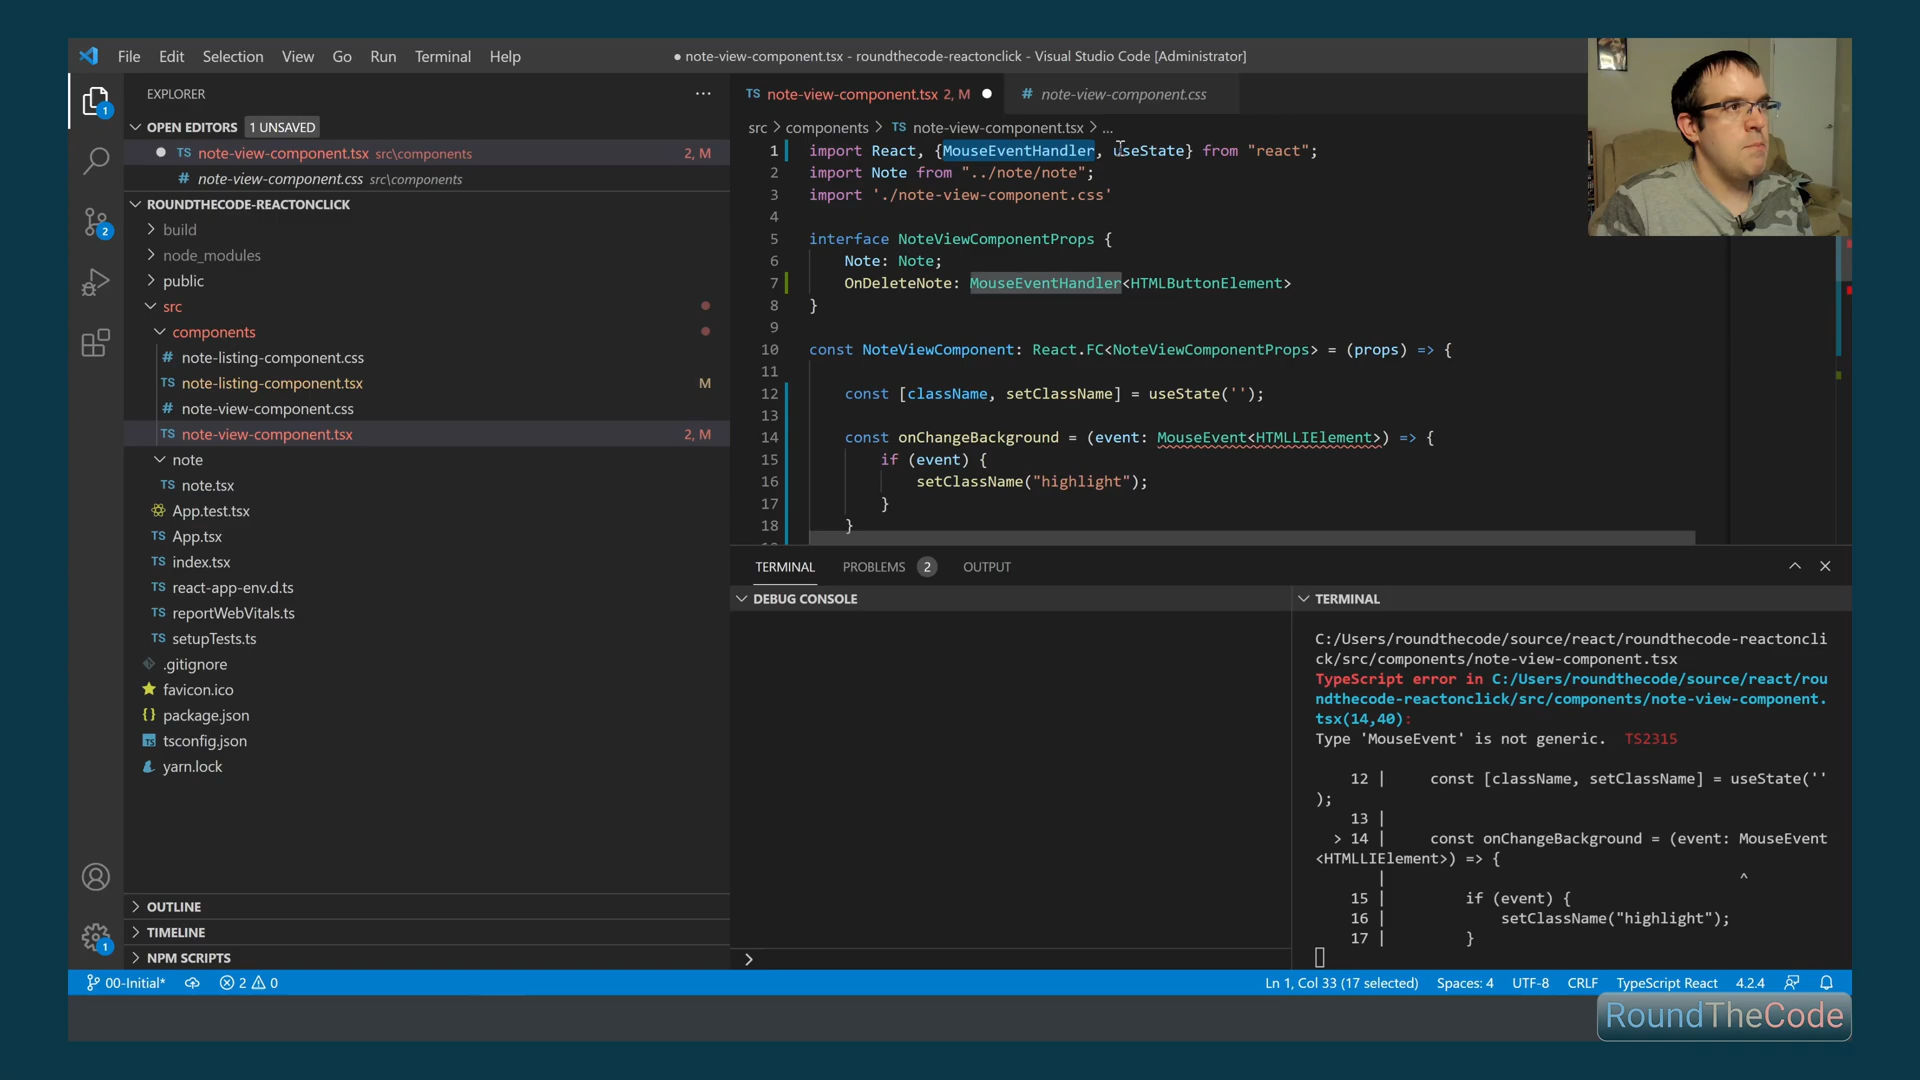 File Edit Selection View Go Run Terminal Help
● note-view-component.tsx - roundthecode-reactonclick - Visual Studio Code [Administrator]
EXPLORER
OPEN EDITORS 1 UNSAVED
TS note-view-component.tsx src\components 2, M
# note-view-component.css src\components
ROUNDTHECODE-REACTONCLICK
build
node_modules
public
src
components
# note-listing-component.css
TS note-listing-component.tsx M
# note-view-component.css
TS note-view-component.tsx 2, M
note
TS note.tsx
App.test.tsx
TS App.tsx
TS index.tsx
TS react-app-env.d.ts
TS reportWebVitals.ts
TS setupTests.ts
.gitignore
favicon.ico
{} package.json
TS tsconfig.json
yarn.lock
OUTLINE
TIMELINE
NPM SCRIPTS
1
2
1
TS note-view-component.tsx 2, M
# note-view-component.css
src > components > TS note-view-component.tsx > ...
1 import React, {MouseEventHandler, useState} from "react";
2 import Note from "../note/note";
3 import './note-view-component.css'
4
5 interface NoteViewComponentProps {
6 Note: Note;
7 OnDeleteNote: MouseEventHandler<HTMLButtonElement>
8 }
9
10 const NoteViewComponent: React.FC<NoteViewComponentProps> = (props) => {
11
12 const [className, setClassName] = useState('');
13
14 const onChangeBackground = (event: MouseEvent<HTMLLIElement>) => {
15 if (event) {
16 setClassName("highlight");
17 }
18 }
TERMINAL PROBLEMS 2 OUTPUT
DEBUG CONSOLE
>
TERMINAL
C:/Users/roundthecode/source/react/roundthecode-reactoncli
ck/src/components/note-view-component.tsx
TypeScript error in C:/Users/roundthecode/source/react/rou
ndthecode-reactonclick/src/components/note-view-component.
tsx(14,40):
Type 'MouseEvent' is not generic. TS2315
12 | const [className, setClassName] = useState(''
);
13 |
> 14 | const onChangeBackground = (event: MouseEvent
<HTMLLIElement>) => {
| ^
15 | if (event) {
16 | setClassName("highlight");
17 | }
00-Initial* 2 0
Ln 1, Col 33 (17 selected) Spaces: 4 UTF-8 CRLF TypeScript React 4.2.4
RoundTheCode